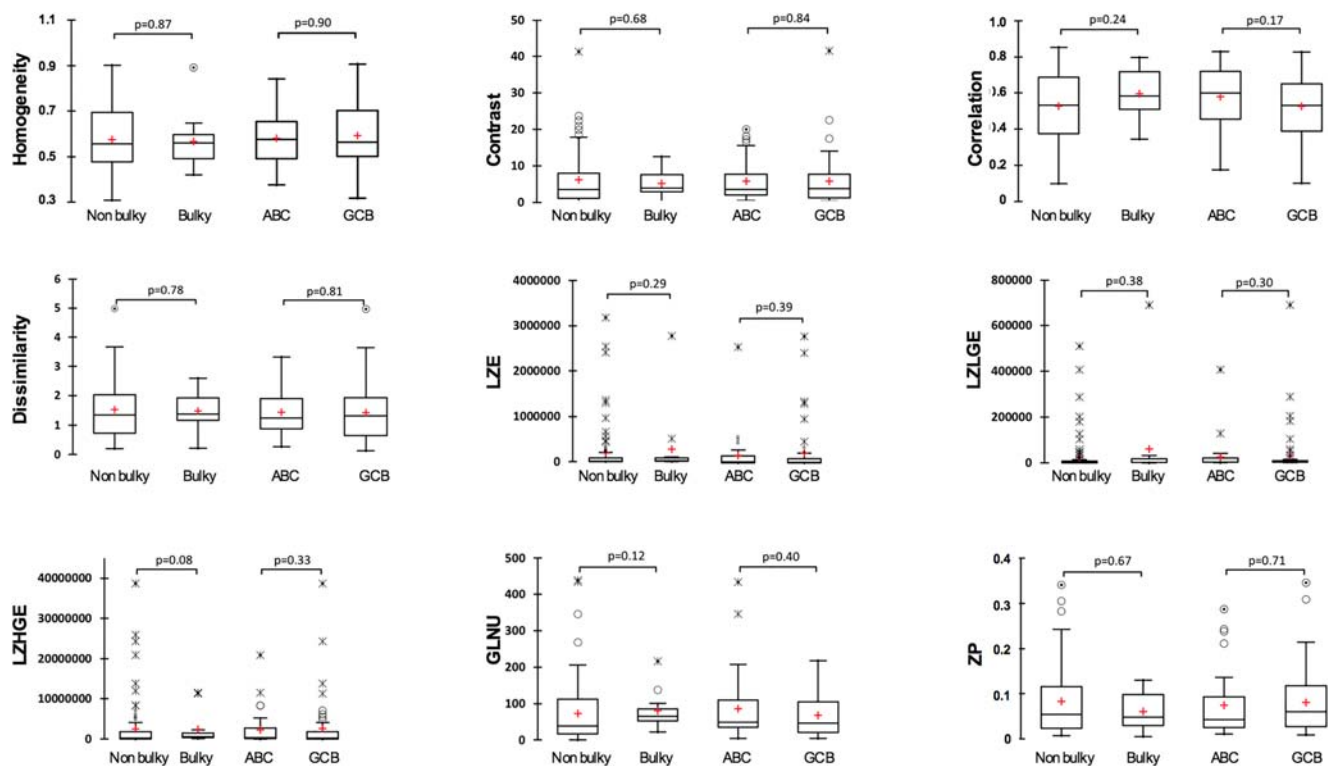 Homogeneity
1.1
0.9
0.7
0.5
0.3
p=0.87
p=0.90
Non bulky Bulky ABC GCB
Contrast
50
40
30
20
10
0
p=0.68
p=0.84
Non bulky Bulky ABC GCB
Correlation
1.0
0.8
0.6
0.4
0.2
0
p=0.24
p=0.17
Non bulky Bulky ABC GCB
Dissimilarity
6
5
4
3
2
1
0
p=0.78
p=0.81
Non bulky Bulky ABC GCB
LZE
4000000
3000000
2000000
1000000
0
p=0.29
p=0.39
Non bulky Bulky ABC GCB
LZLGE
800000
600000
400000
200000
0
p=0.38
p=0.30
Non bulky Bulky ABC GCB
LZHGE
40000000
30000000
20000000
10000000
0
p=0.08
p=0.33
Non bulky Bulky ABC GCB
GLNU
500
400
300
200
100
0
p=0.12
p=0.40
Non bulky Bulky ABC GCB
ZP
0.4
0.3
0.2
0.1
0
p=0.67
p=0.71
Non bulky Bulky ABC GCB